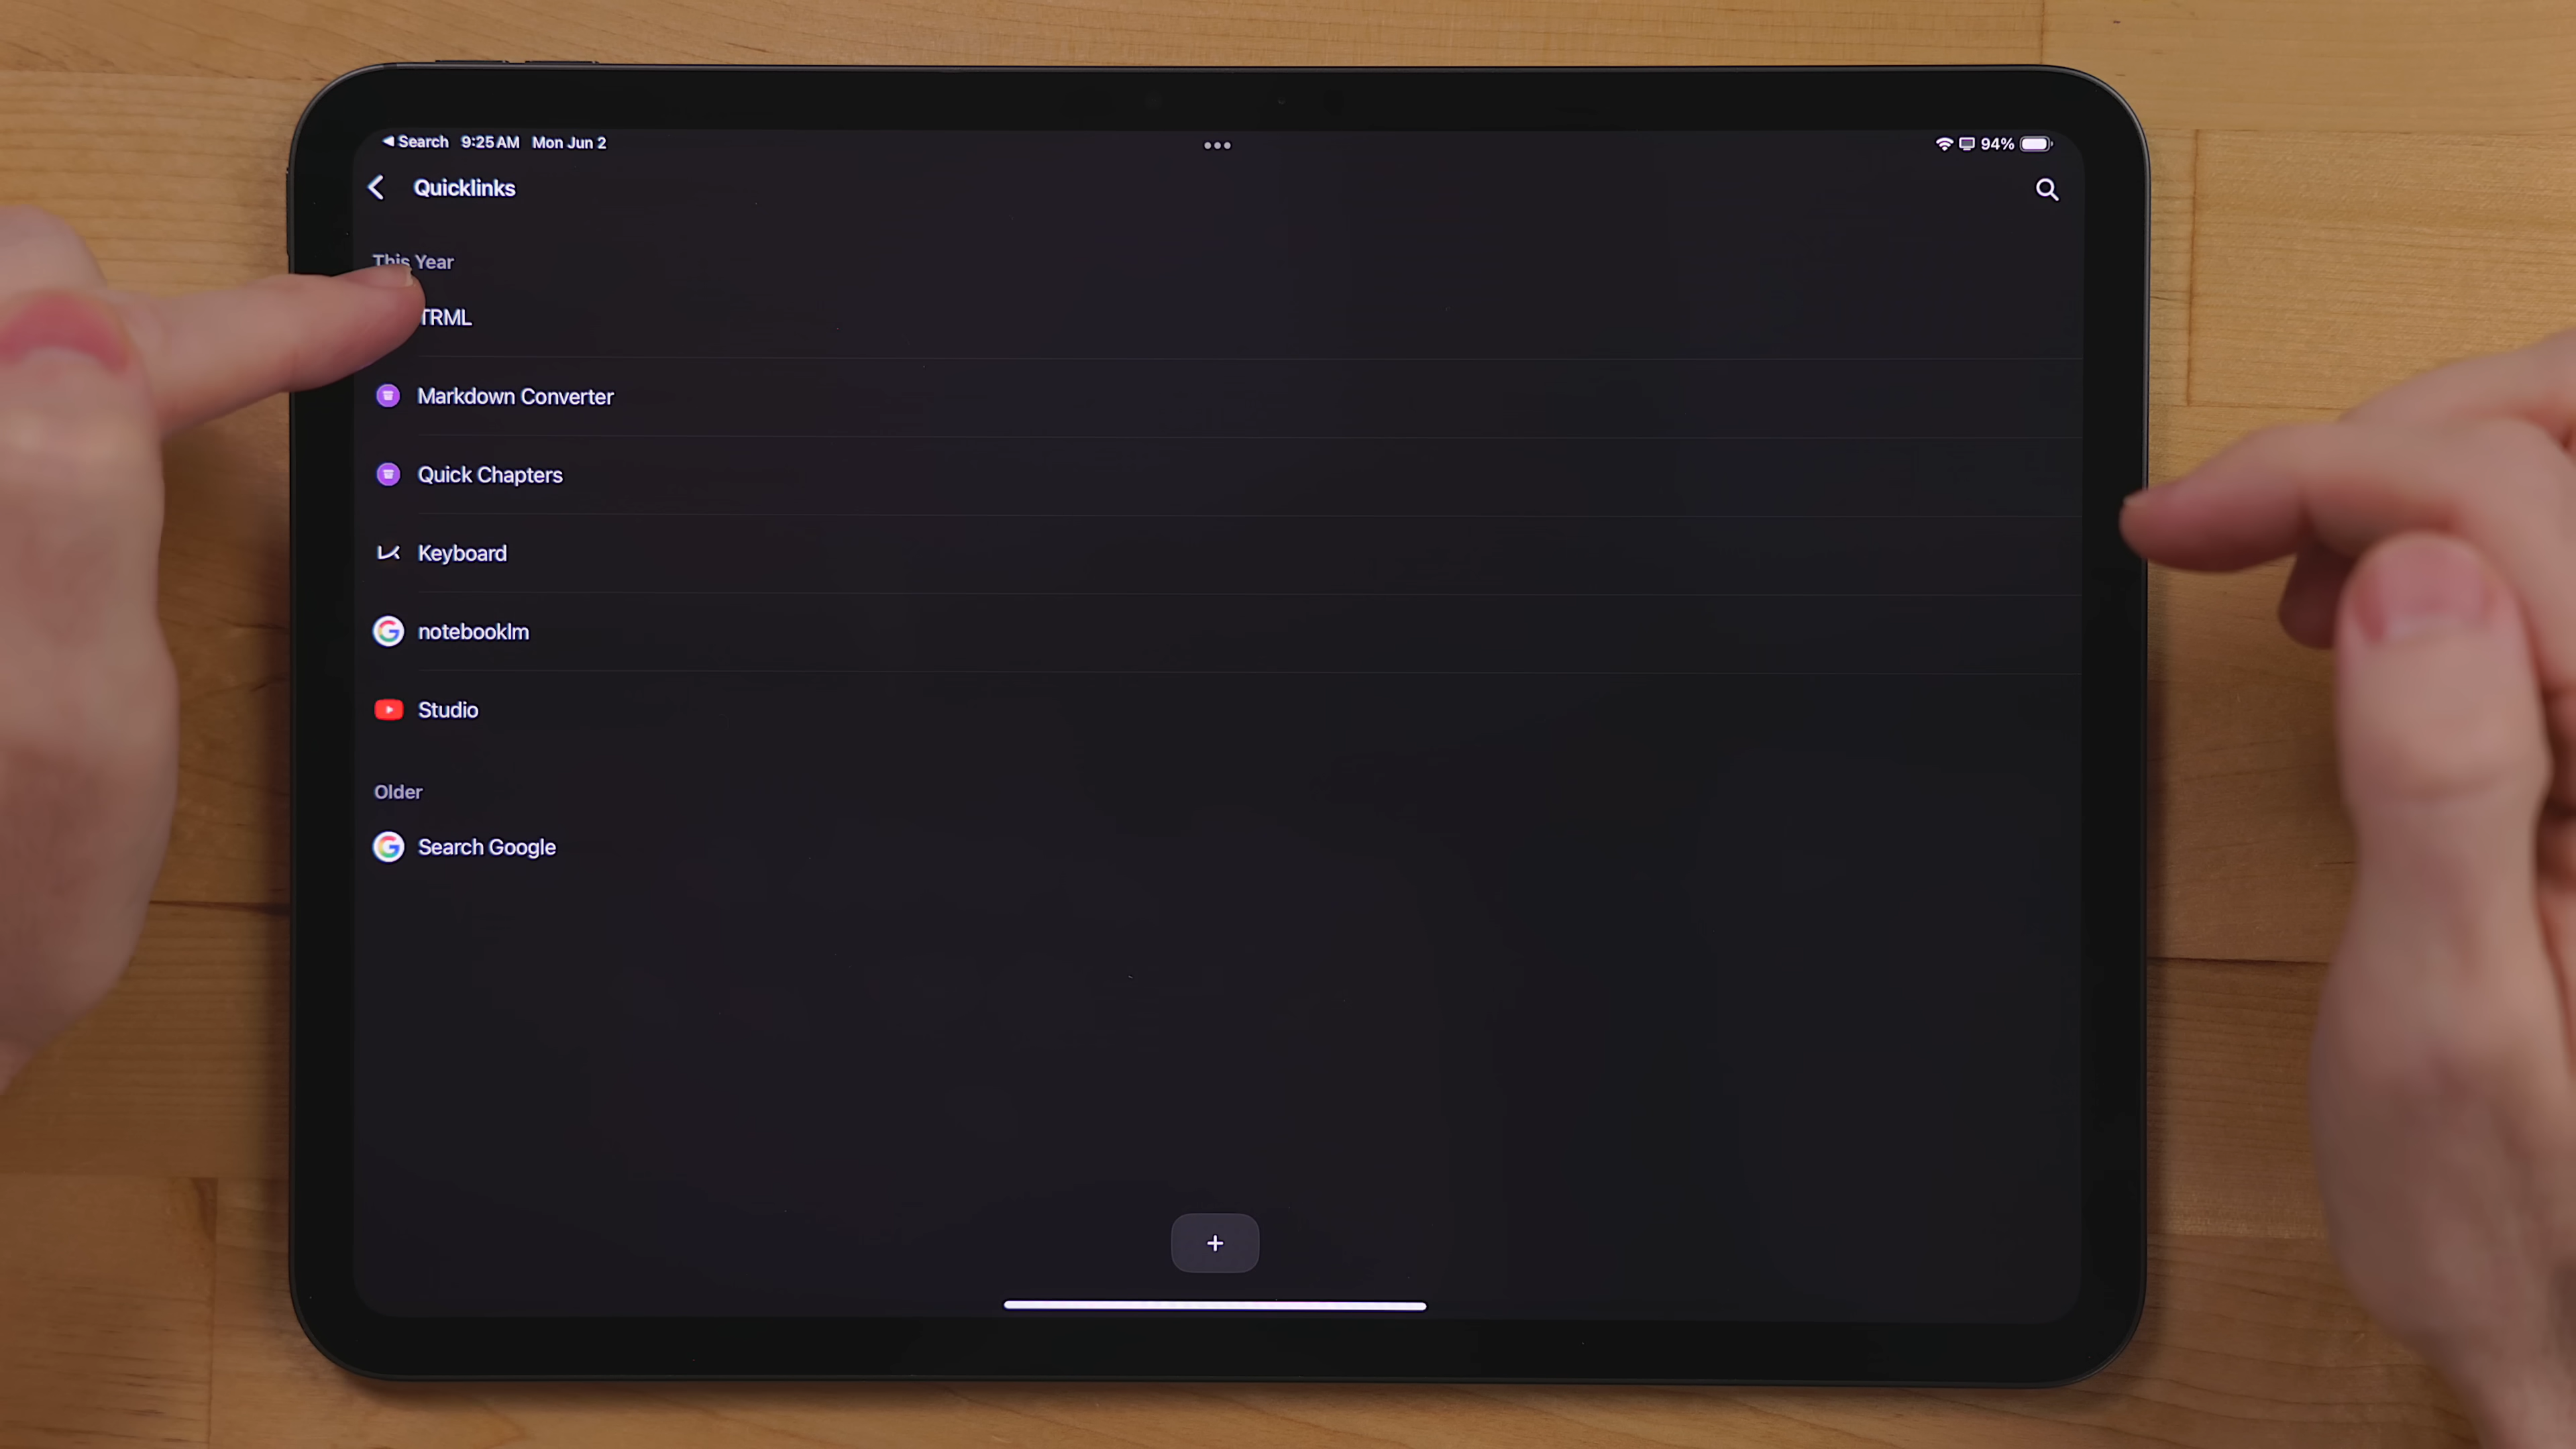 Search 9:25 AM Mon Jun 2
94%
Quicklinks
This Year
TRML
Markdown Converter
Quick Chapters
Keyboard
notebooklm
Studio
Older
Search Google